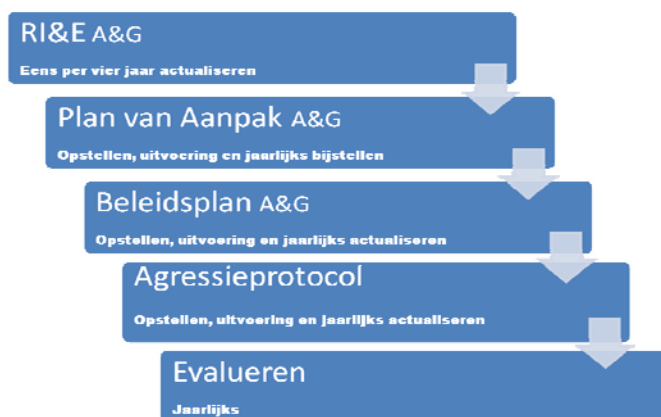 RI&E A&G
Eens per vier jaar actualiseren
Plan van Aanpak A&G
Opstellen, uitvoering en jaarlijks bijstellen
Beleidsplan A&G
Opstellen, uitvoering en jaarlijks actualiseren
Agressieprotocol
Opstellen, uitvoering en jaarlijks actualiseren
Evalueren
Jaarlijks